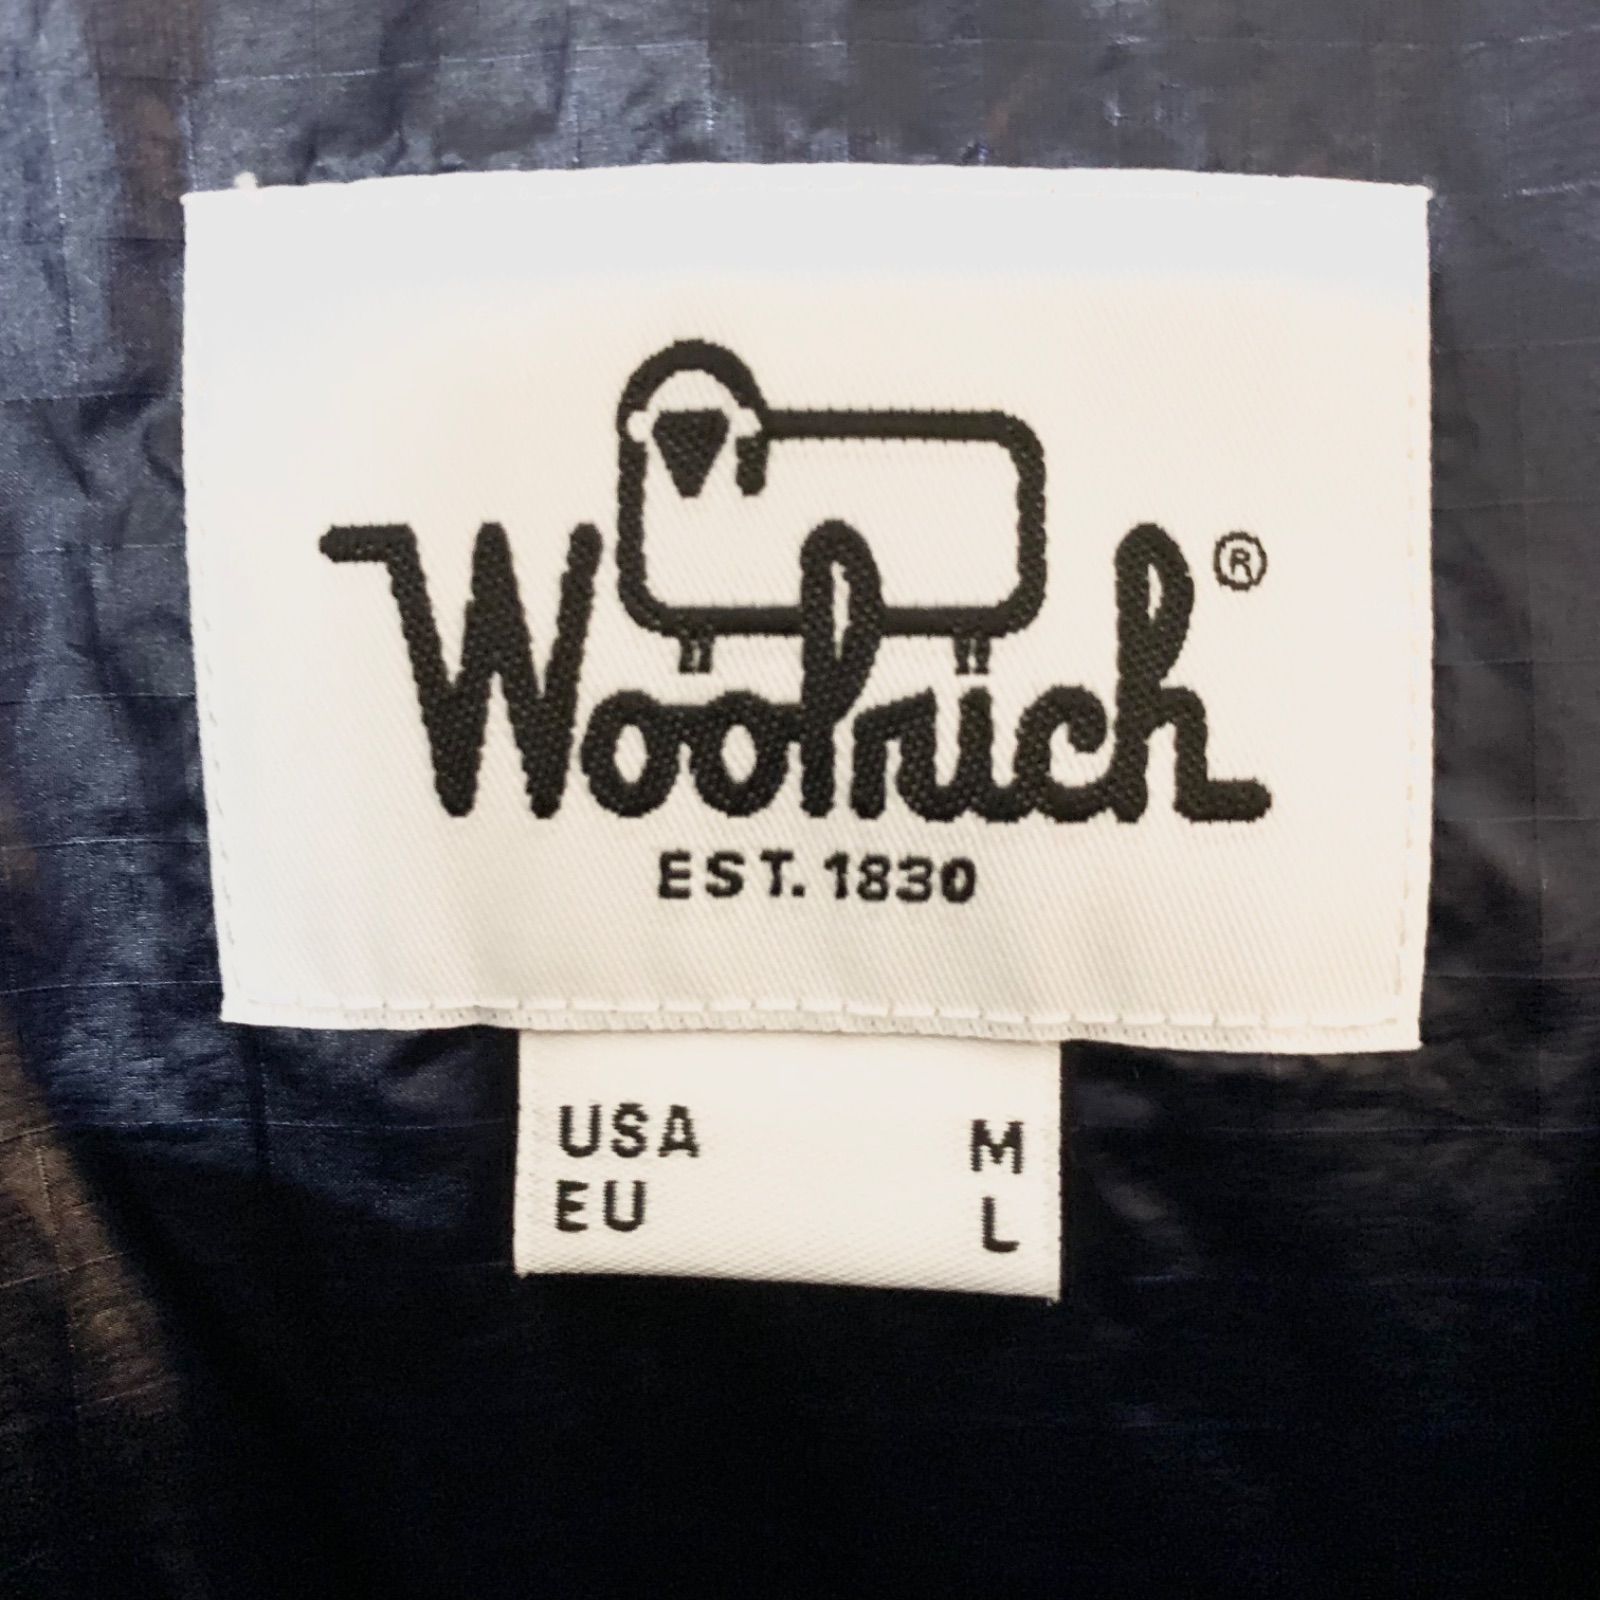 Woolrich®
EST. 1830
USA M
EU L